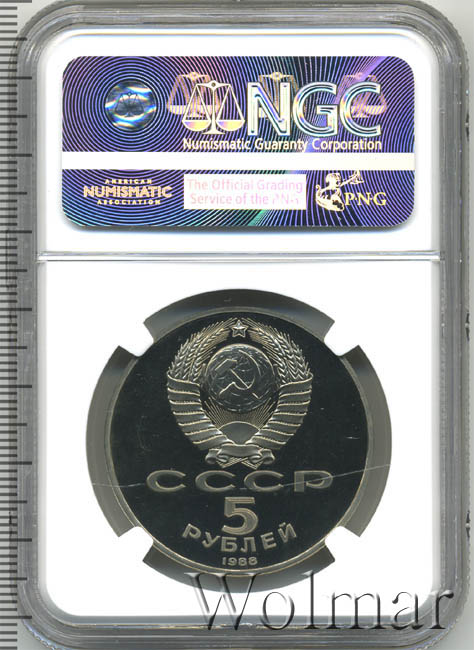 NGC
Numismatic Guaranty Corporation
AMERICAN
NUMISMATIC
ASSOCIATION
The Official Grading
Service of the PNG
P·N·G
СССР
5
РУБЛЕЙ
1988
Wolmar